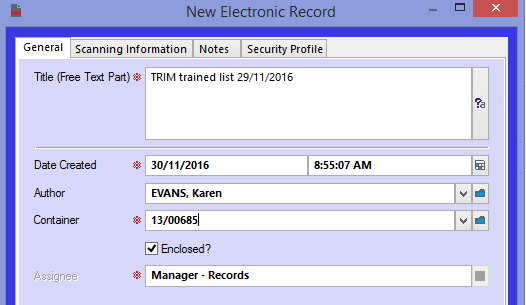 New Electronic Record
General Scanning Information Notes Security Profile
Title (Free Text Part) TRIM trained list 29/11/2016
Date Created 30/11/2016 8:55:07 AM
Author EVANS, Karen
Container 13/00685
Enclosed?
Assignee Manager - Records